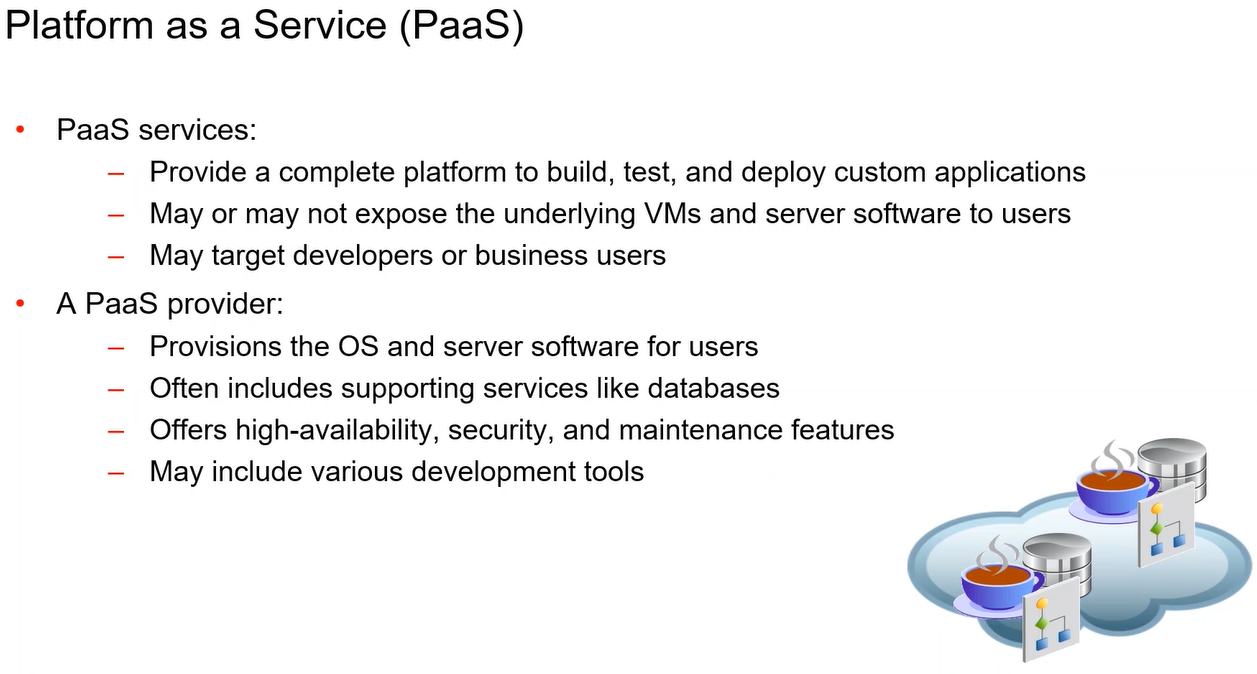 Platform as a Service (PaaS)
• PaaS services:
– Provide a complete platform to build, test, and deploy custom applications
– May or may not expose the underlying VMs and server software to users
– May target developers or business users
• A PaaS provider:
– Provisions the OS and server software for users
– Often includes supporting services like databases
– Offers high-availability, security, and maintenance features
– May include various development tools